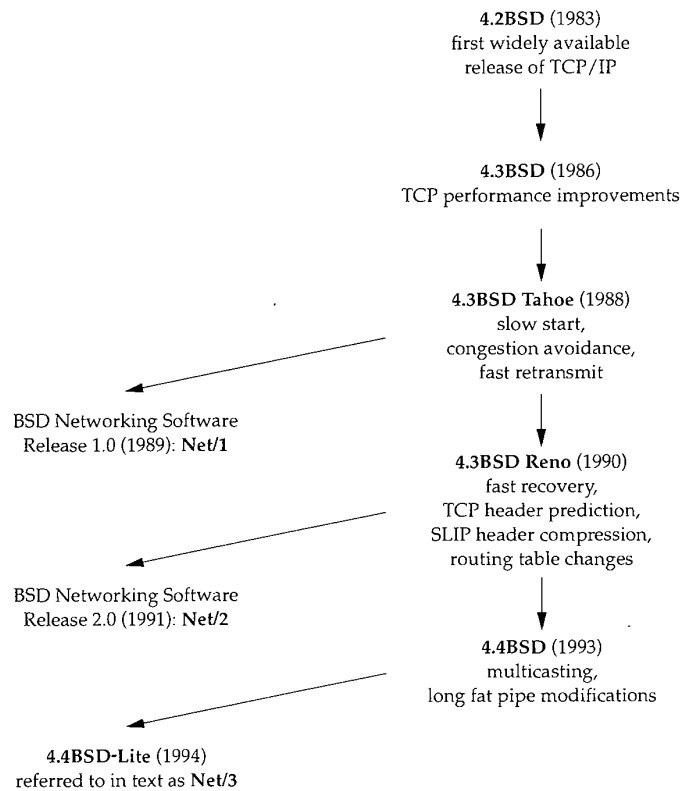 4.2BSD (1983)
first widely available
release of TCP/IP
4.3BSD (1986)
TCP performance improvements
4.3BSD Tahoe (1988)
slow start,
congestion avoidance,
fast retransmit
BSD Networking Software
Release 1.0 (1989): Net/1
4.3BSD Reno (1990)
fast recovery,
TCP header prediction,
SLIP header compression,
routing table changes
BSD Networking Software
Release 2.0 (1991): Net/2
4.4BSD (1993)
multicasting,
long fat pipe modifications
4.4BSD-Lite (1994)
referred to in text as Net/3